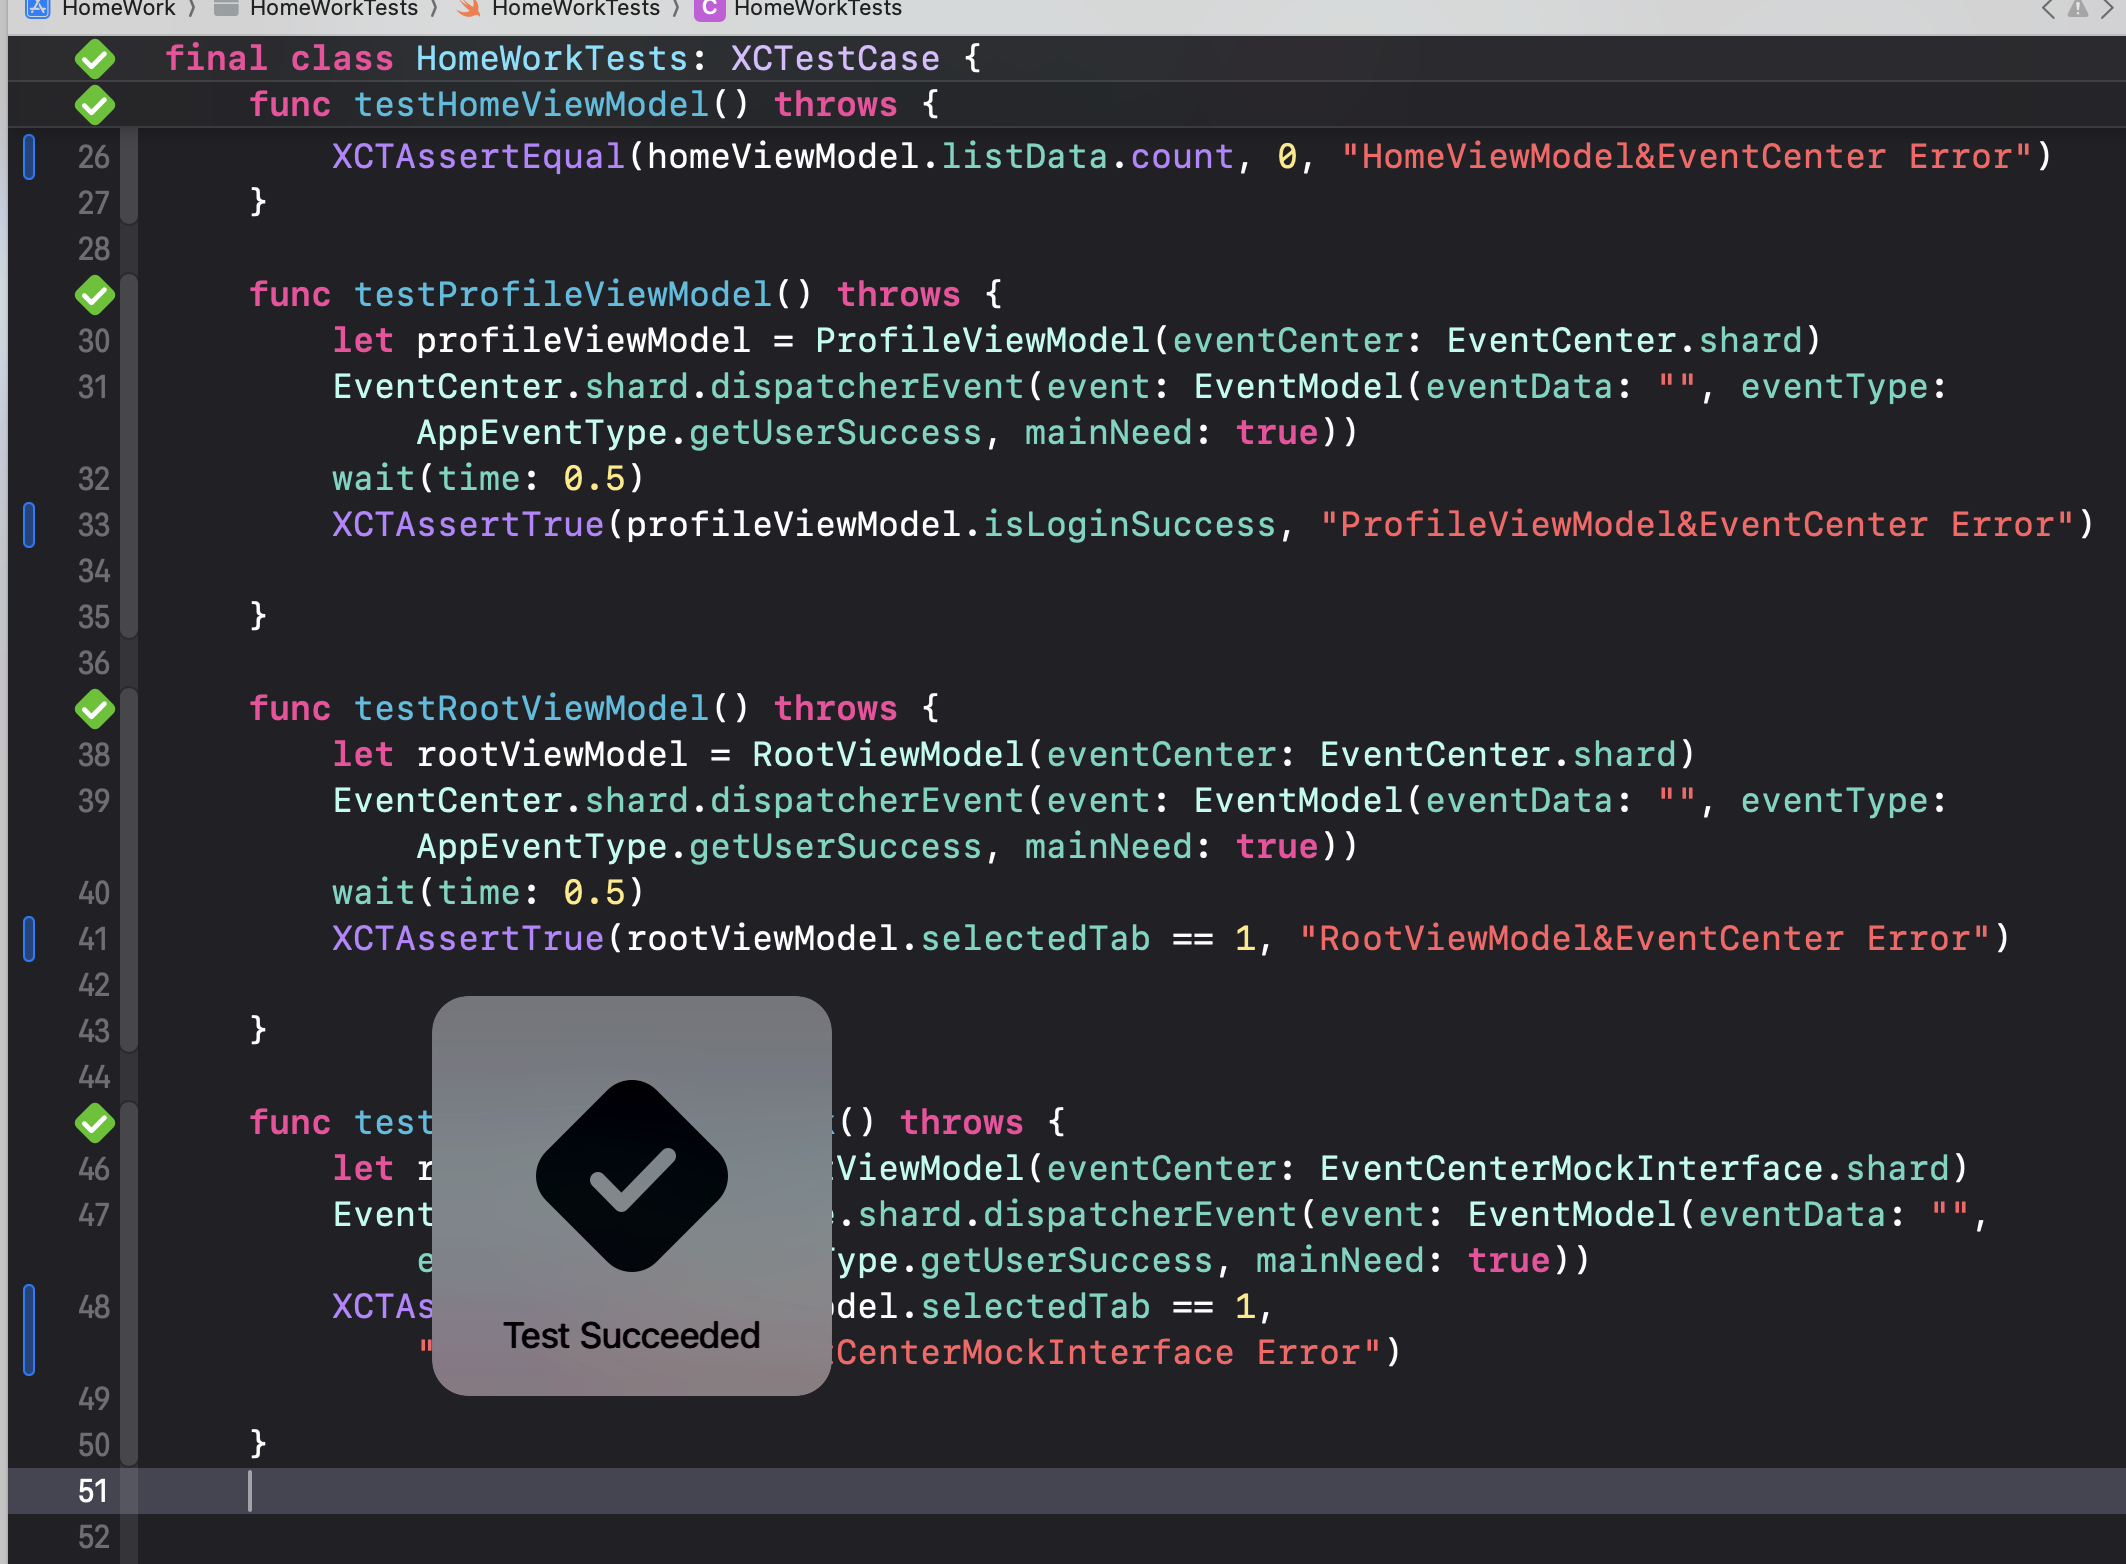 HomeWork 〉 HomeWorkTests 〉 HomeWorkTests 〉 C HomeWorkTests
final class HomeWorkTests: XCTestCase {
func testHomeViewModel() throws {
26 XCTAssertEqual(homeViewModel.listData.count, 0, "HomeViewModel&EventCenter Error")
27 }
28
func testProfileViewModel() throws {
30 let profileViewModel = ProfileViewModel(eventCenter: EventCenter.shard)
31 EventCenter.shard.dispatcherEvent(event: EventModel(eventData: "", eventType:
AppEventType.getUserSuccess, mainNeed: true))
32 wait(time: 0.5)
33 XCTAssertTrue(profileViewModel.isLoginSuccess, "ProfileViewModel&EventCenter Error")
34
35 }
36
func testRootViewModel() throws {
38 let rootViewModel = RootViewModel(eventCenter: EventCenter.shard)
39 EventCenter.shard.dispatcherEvent(event: EventModel(eventData: "", eventType:
AppEventType.getUserSuccess, mainNeed: true))
40 wait(time: 0.5)
41 XCTAssertTrue(rootViewModel.selectedTab == 1, "RootViewModel&EventCenter Error")
42
43 }
44
func test () throws {
46 let r ViewModel(eventCenter: EventCenterMockInterface.shard)
47 Event .shard.dispatcherEvent(event: EventModel(eventData: "",
e ype.getUserSuccess, mainNeed: true))
48 XCTAs del.selectedTab == 1,
" CenterMockInterface Error")
Test Succeeded
49
50 }
51
52